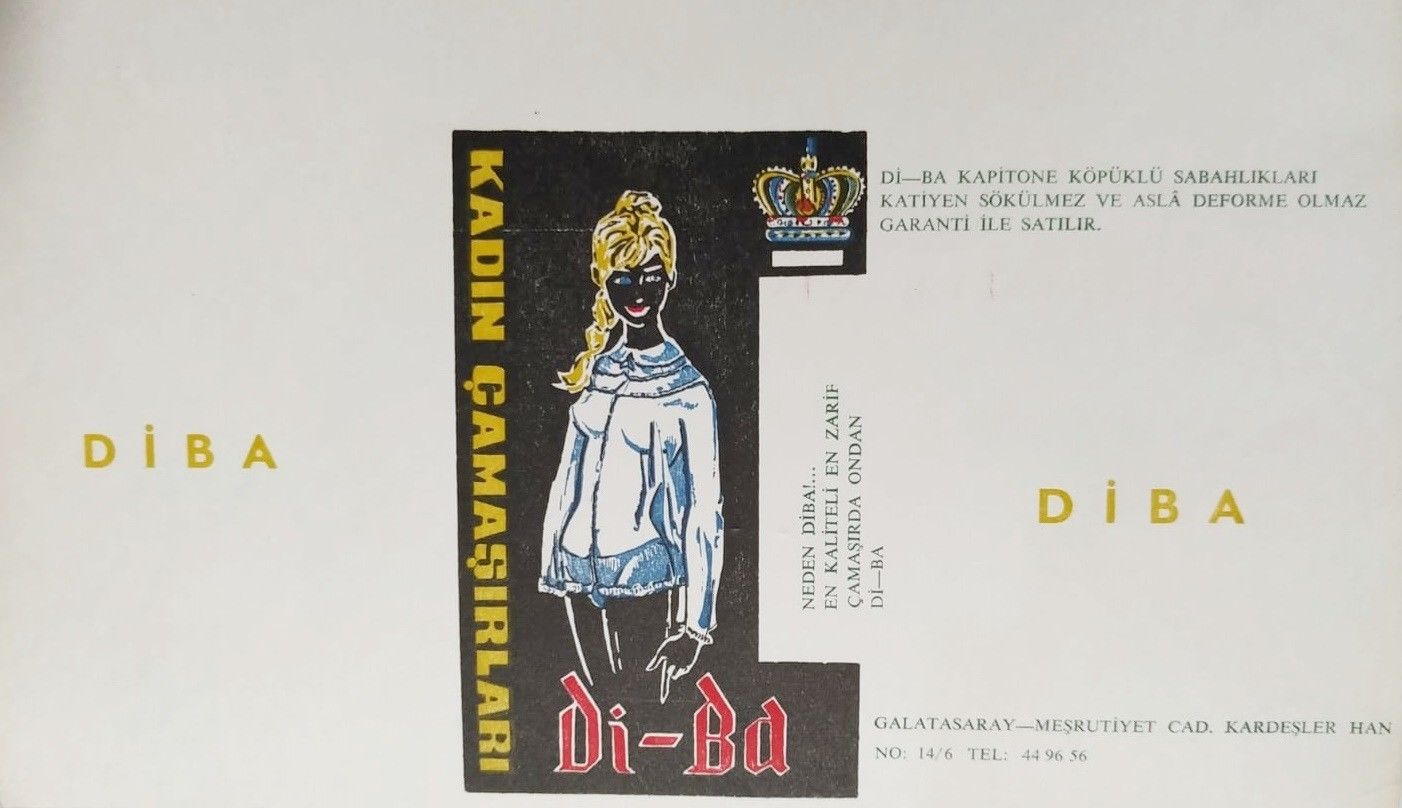 KADIN ÇAMAŞIRLARI
Dİ—BA KAPİTONE KÖPÜKLÜ SABAHLIKLARI
KATİYEN SÖKÜLMEZ VE ASLÂ DEFORME OLMAZ
GARANTİ İLE SATILIR.
DİBA
NEDEN DİBA!...
EN KALİTELİ EN ZARİF
ÇAMAŞIRDA ONDAN
Dİ—BA
DİBA
Di-Ba
GALATASARAY—MEŞRUTİYET CAD. KARDEŞLER HAN
NO: 14/6 TEL: 44 96 56